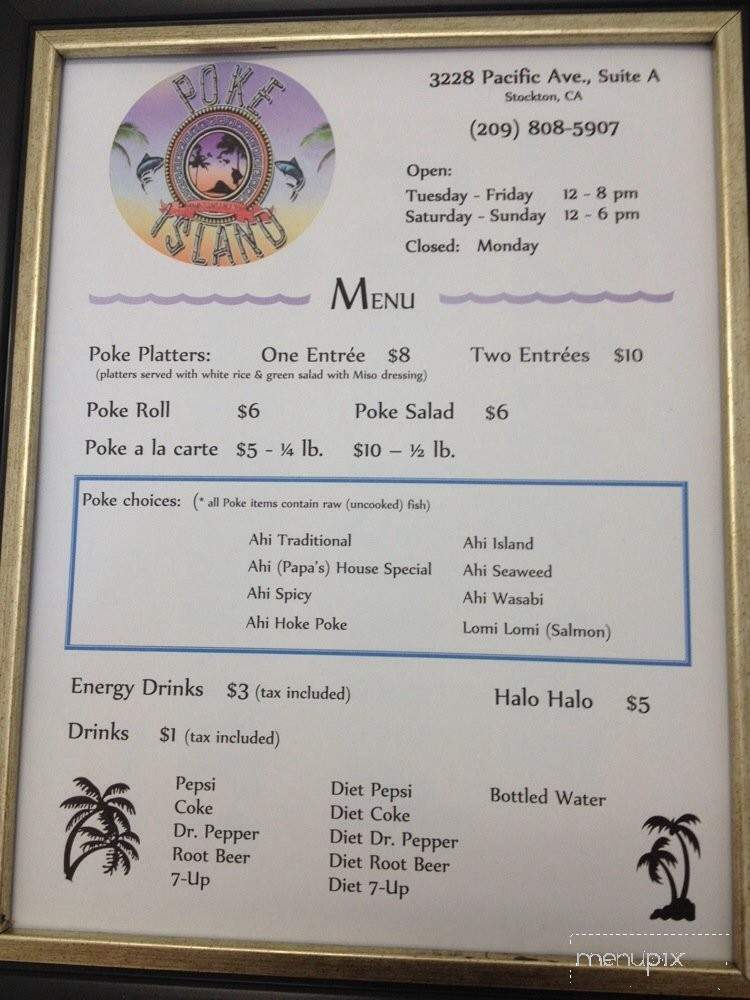 POKE
ISLAND
3228 Pacific Ave., Suite A
Stockton, CA
(209) 808-5907
Open:
Tuesday - Friday 12 - 8 pm
Saturday - Sunday 12 - 6 pm
Closed: Monday
MENU
Poke Platters: One Entrée $8 Two Entrées $10
(platters served with white rice & green salad with Miso dressing)
Poke Roll $6 Poke Salad $6
Poke a la carte $5 - ¼ lb. $10 – ½ lb.
Poke choices: (* all Poke items contain raw (uncooked) fish)
Ahi Traditional Ahi Island
Ahi (Papa's) House Special Ahi Seaweed
Ahi Spicy Ahi Wasabi
Ahi Hoke Poke Lomi Lomi (Salmon)
Energy Drinks $3 (tax included) Halo Halo $5
Drinks $1 (tax included)
Pepsi Diet Pepsi Bottled Water
Coke Diet Coke
Dr. Pepper Diet Dr. Pepper
Root Beer Diet Root Beer
7-Up Diet 7-Up
menupix